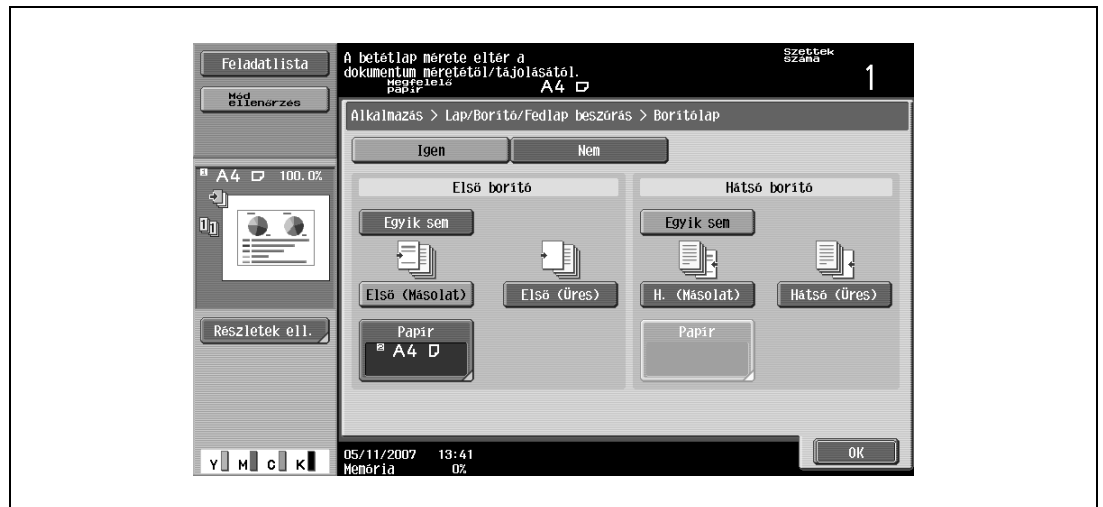 Feladatlista
Mód
ellenőrzés
A betétlap mérete eltér a
dokumentum méretétől/tájolásától.
Megfelelő
papír
A4
Szettek
száma
1
Alkalmazás > Lap/Borító/Fedlap beszúrás > Borítólap
Igen
Nem
A4 100.0%
Első borító
Hátsó borító
Egyik sem
Egyik sem
Első (Másolat)
Első (Üres)
H. (Másolat)
Hátsó (Üres)
Részletek ell.
Papír
2 A4
Papír
Y M C K
05/11/2007 13:41
Memória 0%
OK